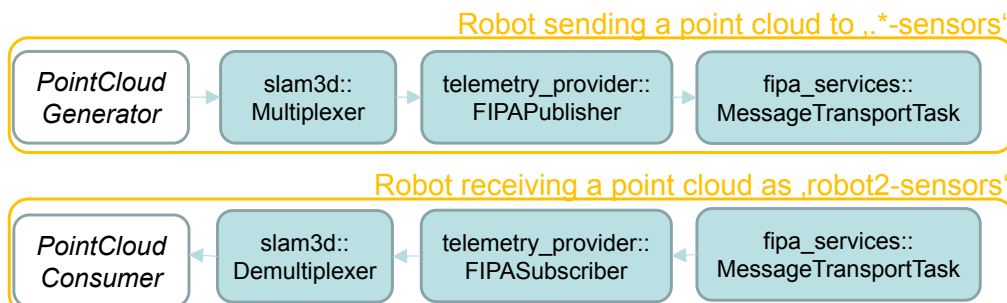 Robot sending a point cloud to ‚.*-sensors‘
PointCloud
Generator
slam3d::
Multiplexer
telemetry_provider::
FIPAPublisher
fipa_services::
MessageTransportTask
Robot receiving a point cloud as ‚robot2-sensors‘
PointCloud
Consumer
slam3d::
Demultiplexer
telemetry_provider::
FIPASubscriber
fipa_services::
MessageTransportTask